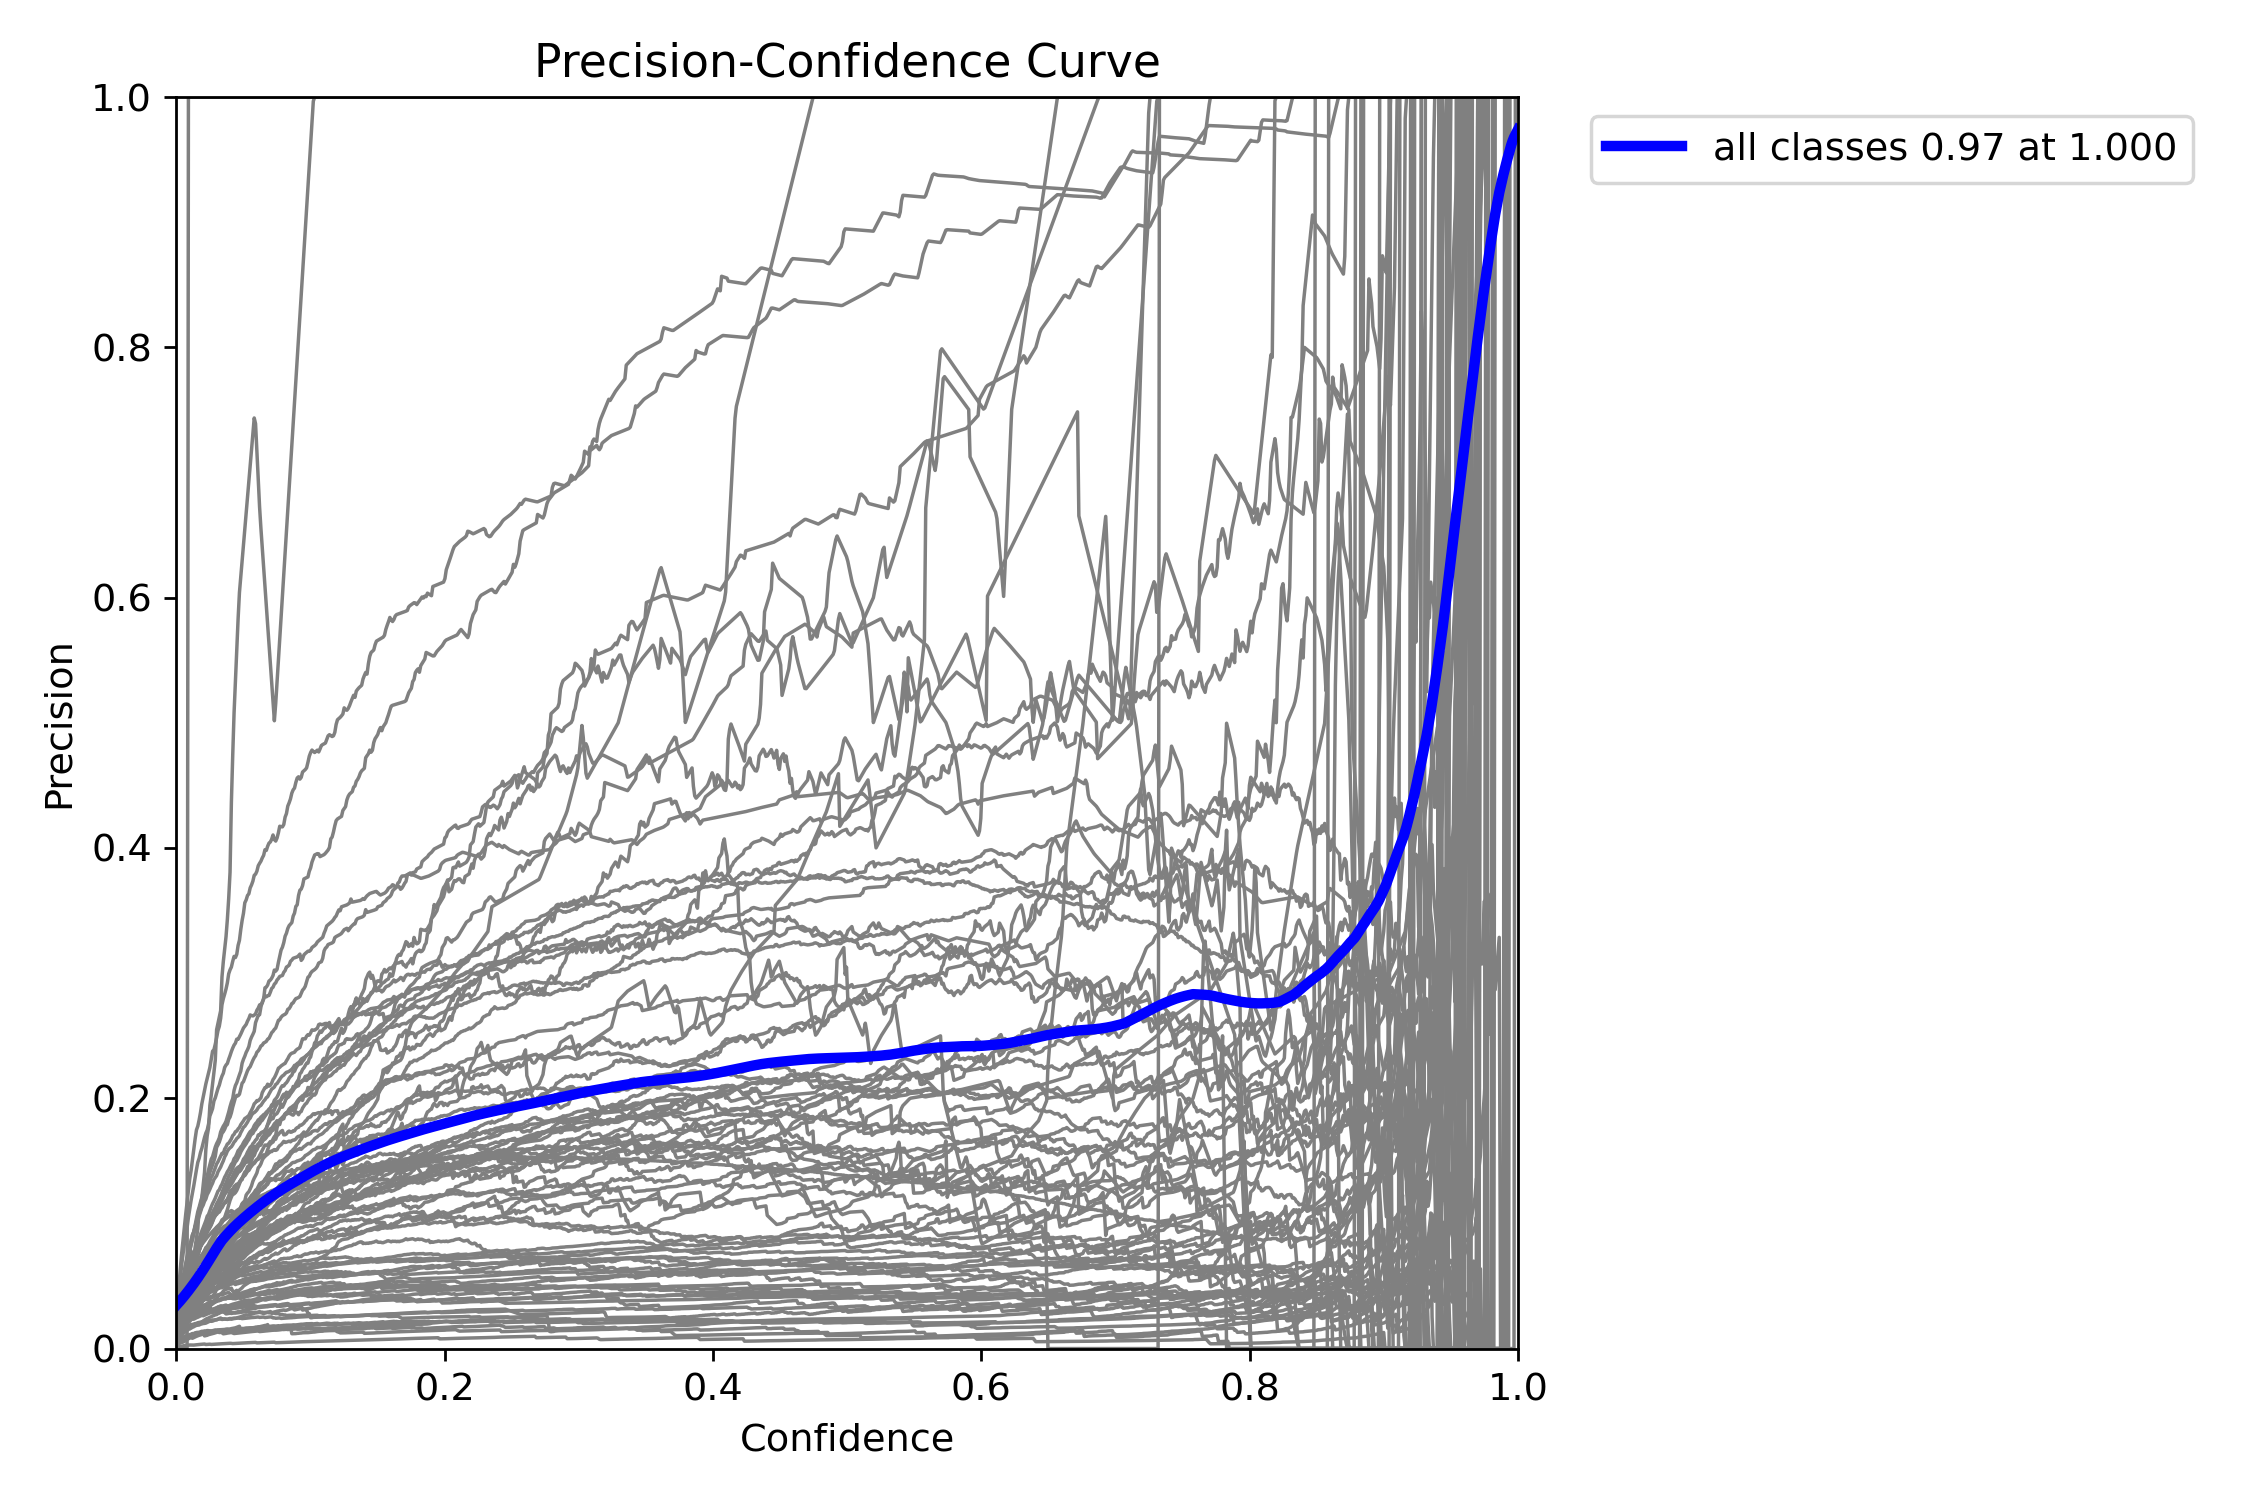 Precision-Confidence Curve
all classes 0.97 at 1.000
1.0
0.8
0.6
0.4
0.2
0.0
Precision
0.0 0.2 0.4 0.6 0.8 1.0
Confidence